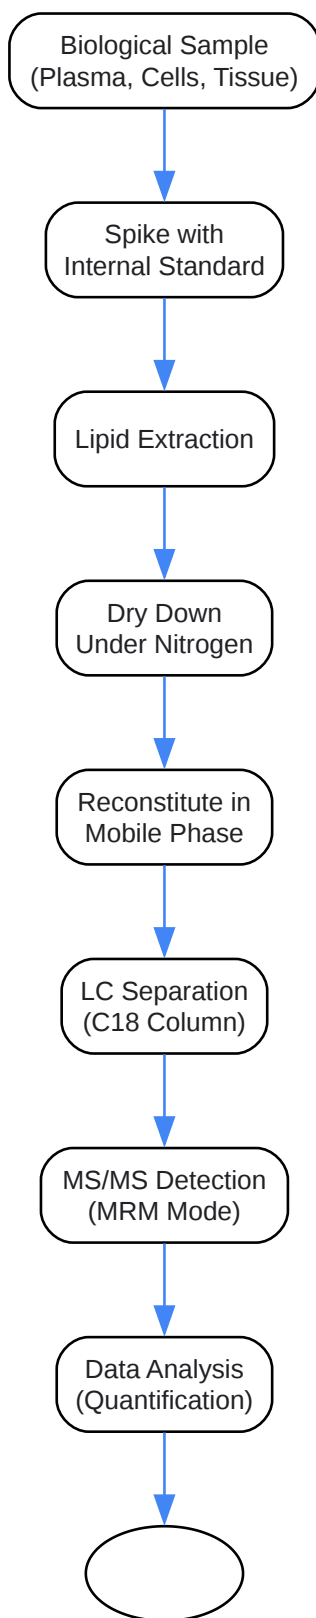 Biological Sample
(Plasma, Cells, Tissue)
Spike with
Internal Standard
Lipid Extraction
Dry Down
Under Nitrogen
Reconstitute in
Mobile Phase
LC Separation
(C18 Column)
MS/MS Detection
(MRM Mode)
Data Analysis
(Quantification)